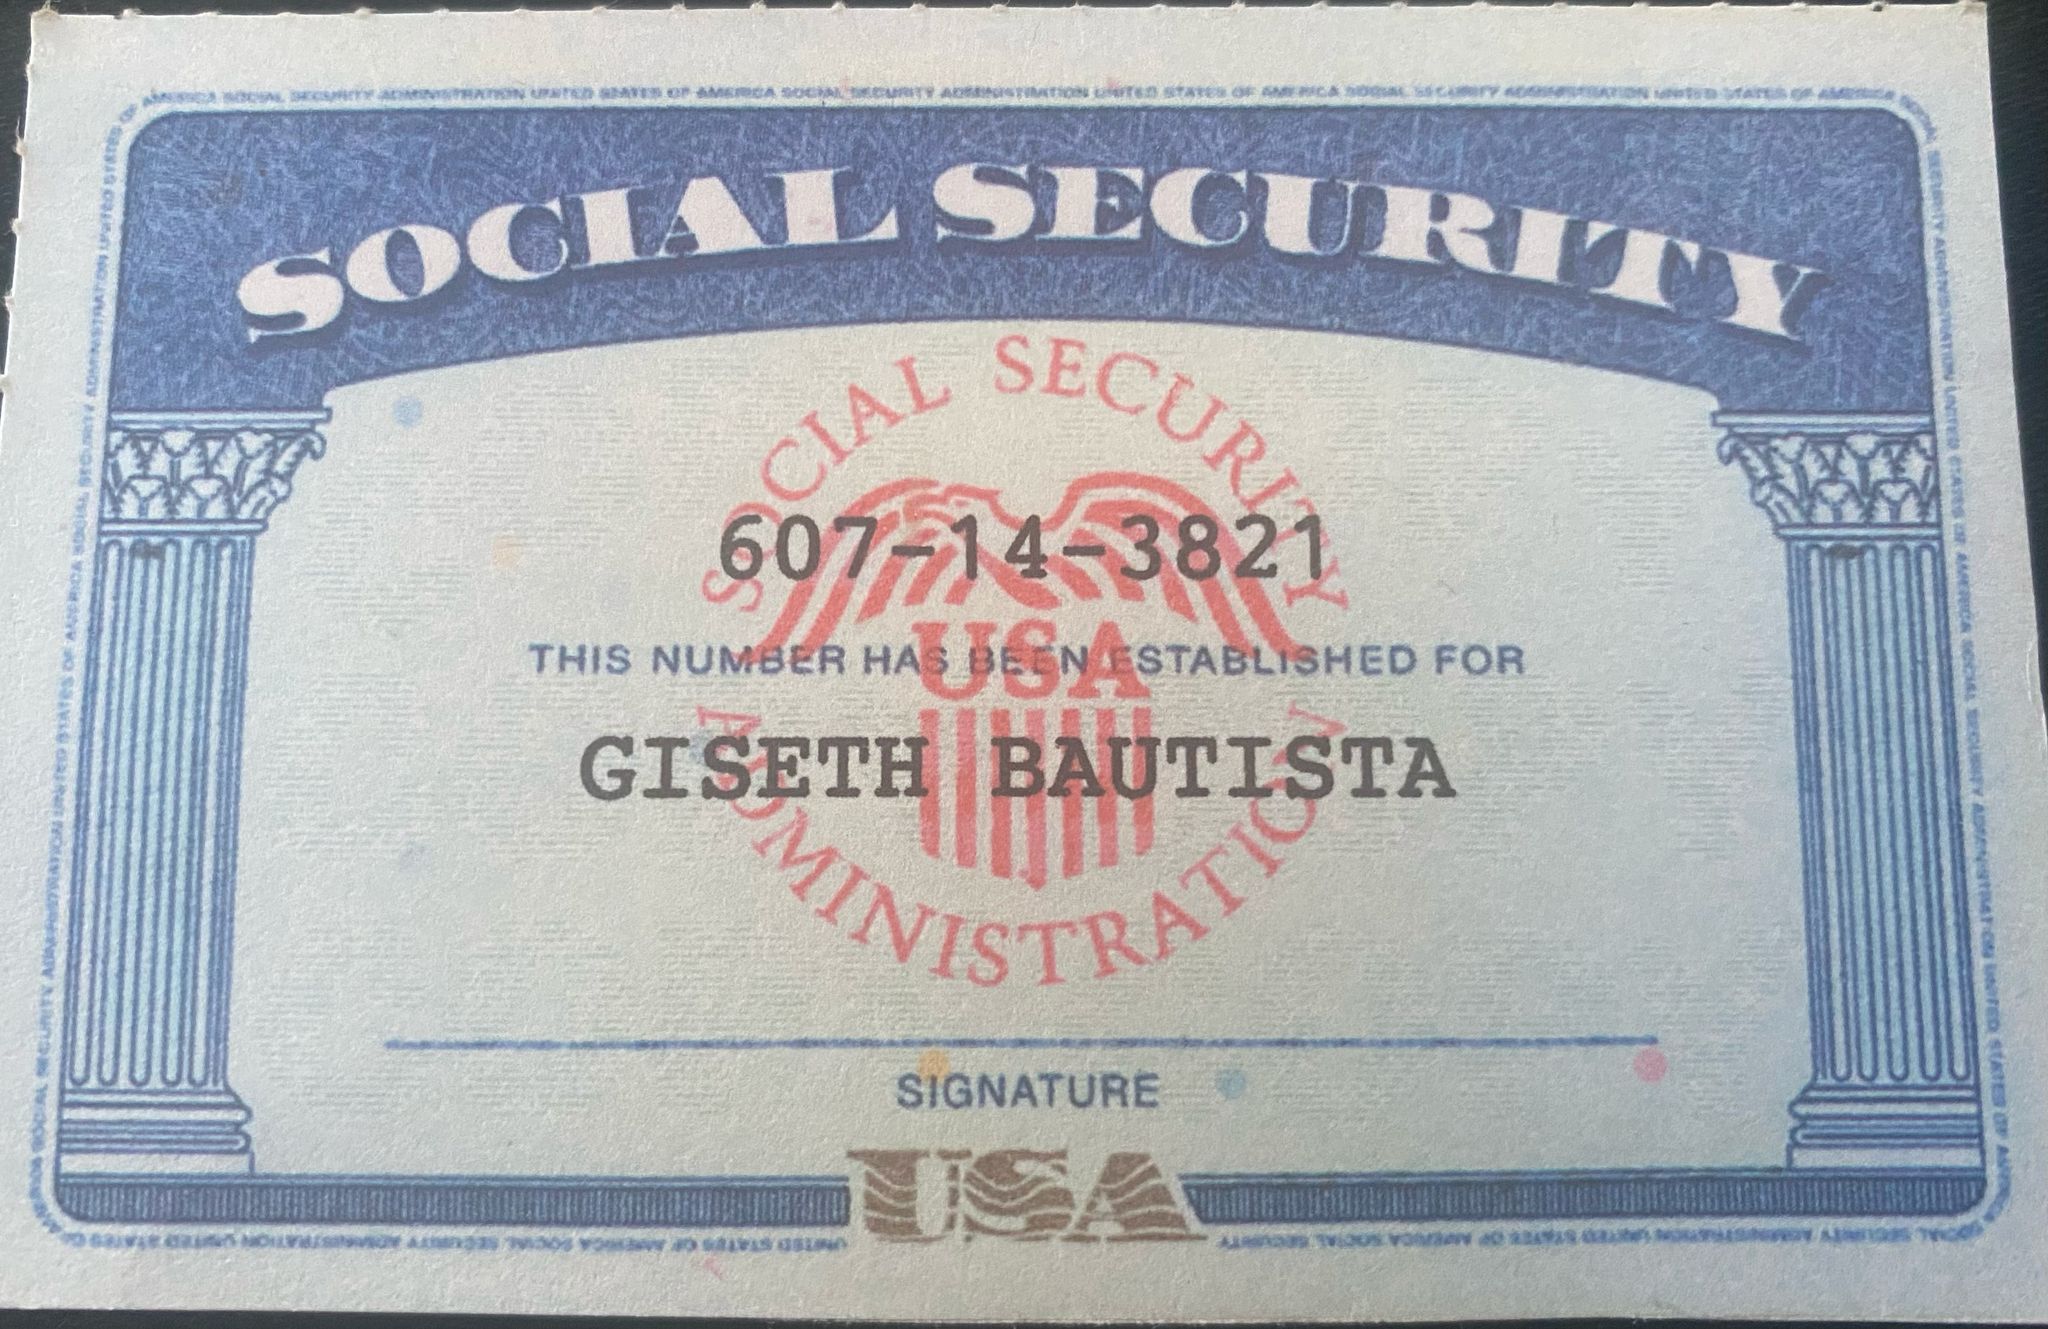 SOCIAL SECURITY
SOCIAL SECURITY ADMINISTRATION
607-14-3821
USA
THIS NUMBER HAS BEEN ESTABLISHED FOR
GISETH BAUTISTA
SIGNATURE
USA